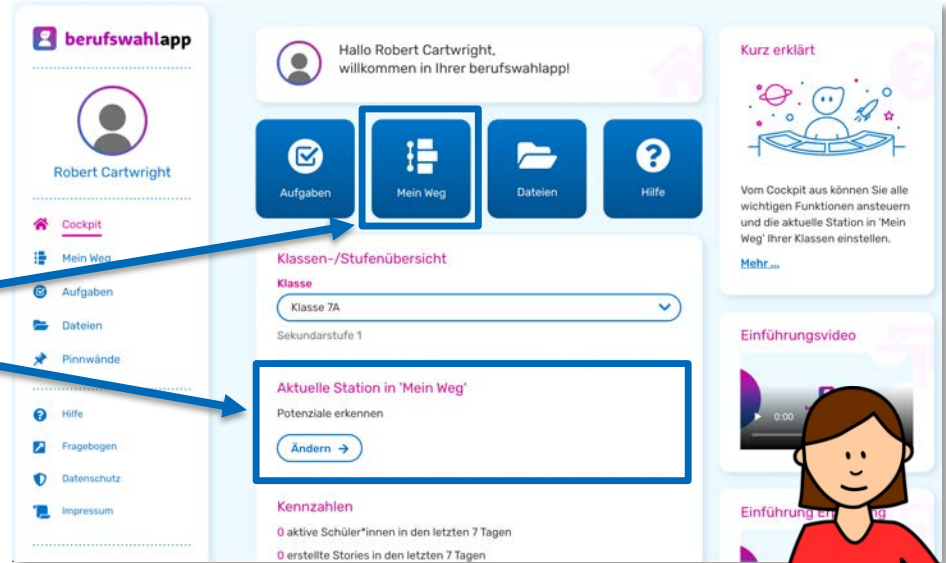 berufswahlapp
Robert Cartwright
Cockpit
Mein Weg
Aufgaben
Dateien
Pinnwände
Hilfe
Fragebogen
Datenschutz
Impressum
Hallo Robert Cartwright,
willkommen in Ihrer berufswahlapp!
Aufgaben
Mein Weg
Dateien
Hilfe
Klassen-/Stufenübersicht
Klasse
Klasse 7A
Sekundarstufe 1
Aktuelle Station in 'Mein Weg'
Potenziale erkennen
Ändern →
Kennzahlen
0 aktive Schüler*innen in den letzten 7 Tagen
0 erstellte Stories in den letzten 7 Tagen
Kurz erklärt
Vom Cockpit aus können Sie alle
wichtigen Funktionen ansteuern
und die aktuelle Station in 'Mein
Weg' Ihrer Klassen einstellen.
Mehr ...
Einführungsvideo
0:00
Einführung